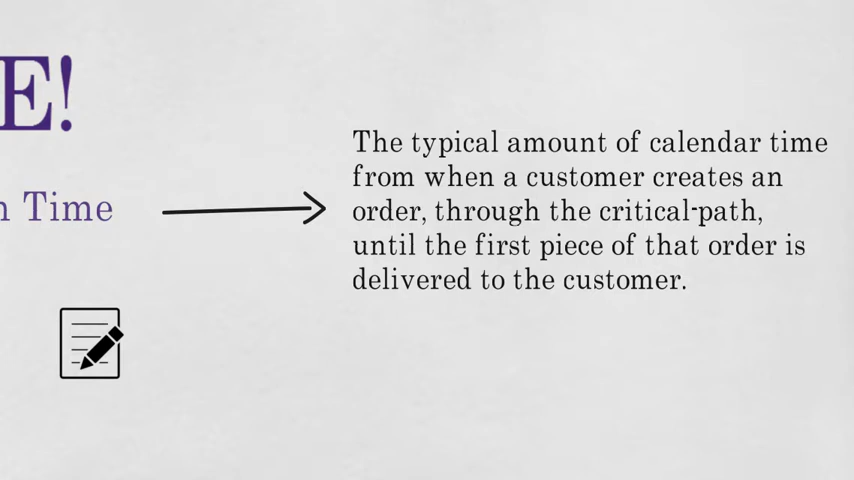 E!
n Time
The typical amount of calendar time
from when a customer creates an
order, through the critical-path,
until the first piece of that order is
delivered to the customer.